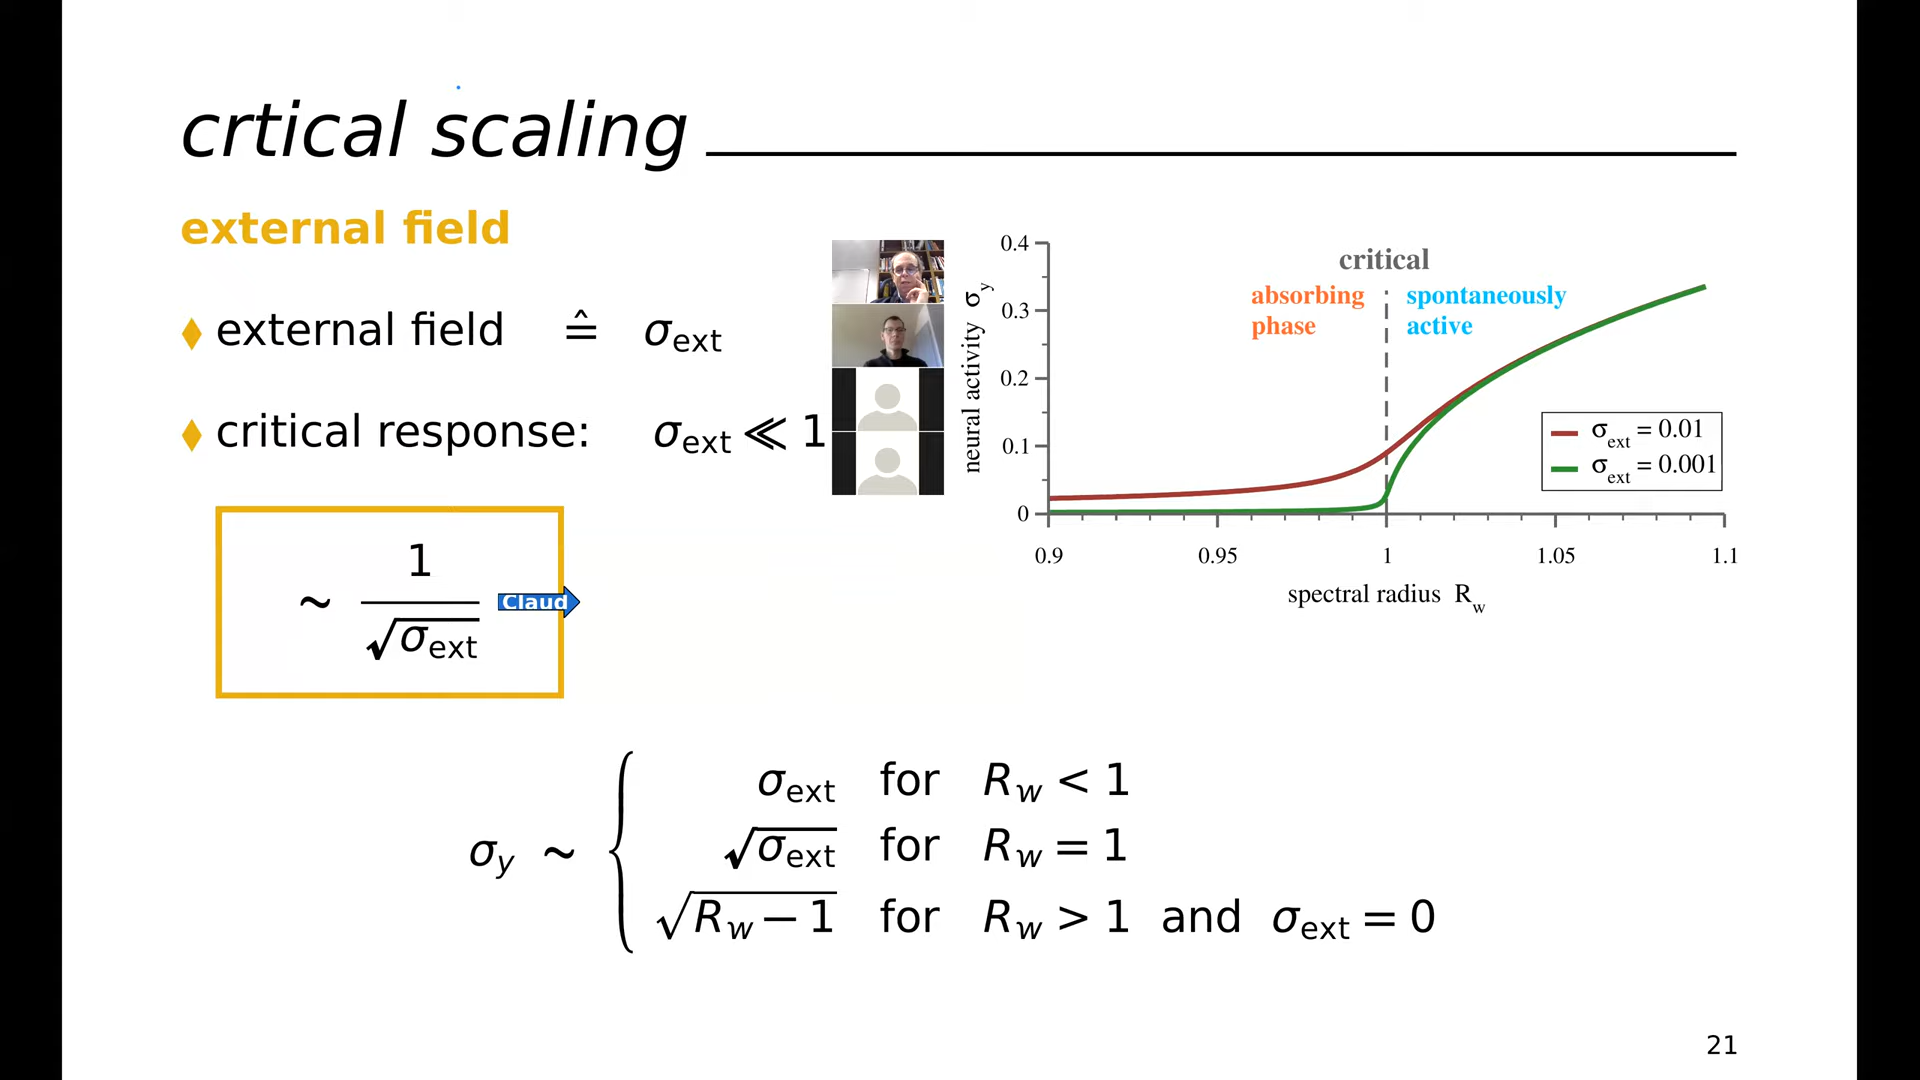 crtical scaling
external field
♦ external field ≙ σext
♦ critical response: σext ≪ 1
~ 1/√σext
Claud
neural activity σy
0.4
0.3
0.2
0.1
0
critical
absorbing phase
spontaneously active
σext = 0.01
σext = 0.001
0.9 0.95 1 1.05 1.1
spectral radius Rw
σy ~ {
σext for Rw < 1
√σext for Rw = 1
√Rw − 1 for Rw > 1 and σext = 0
21